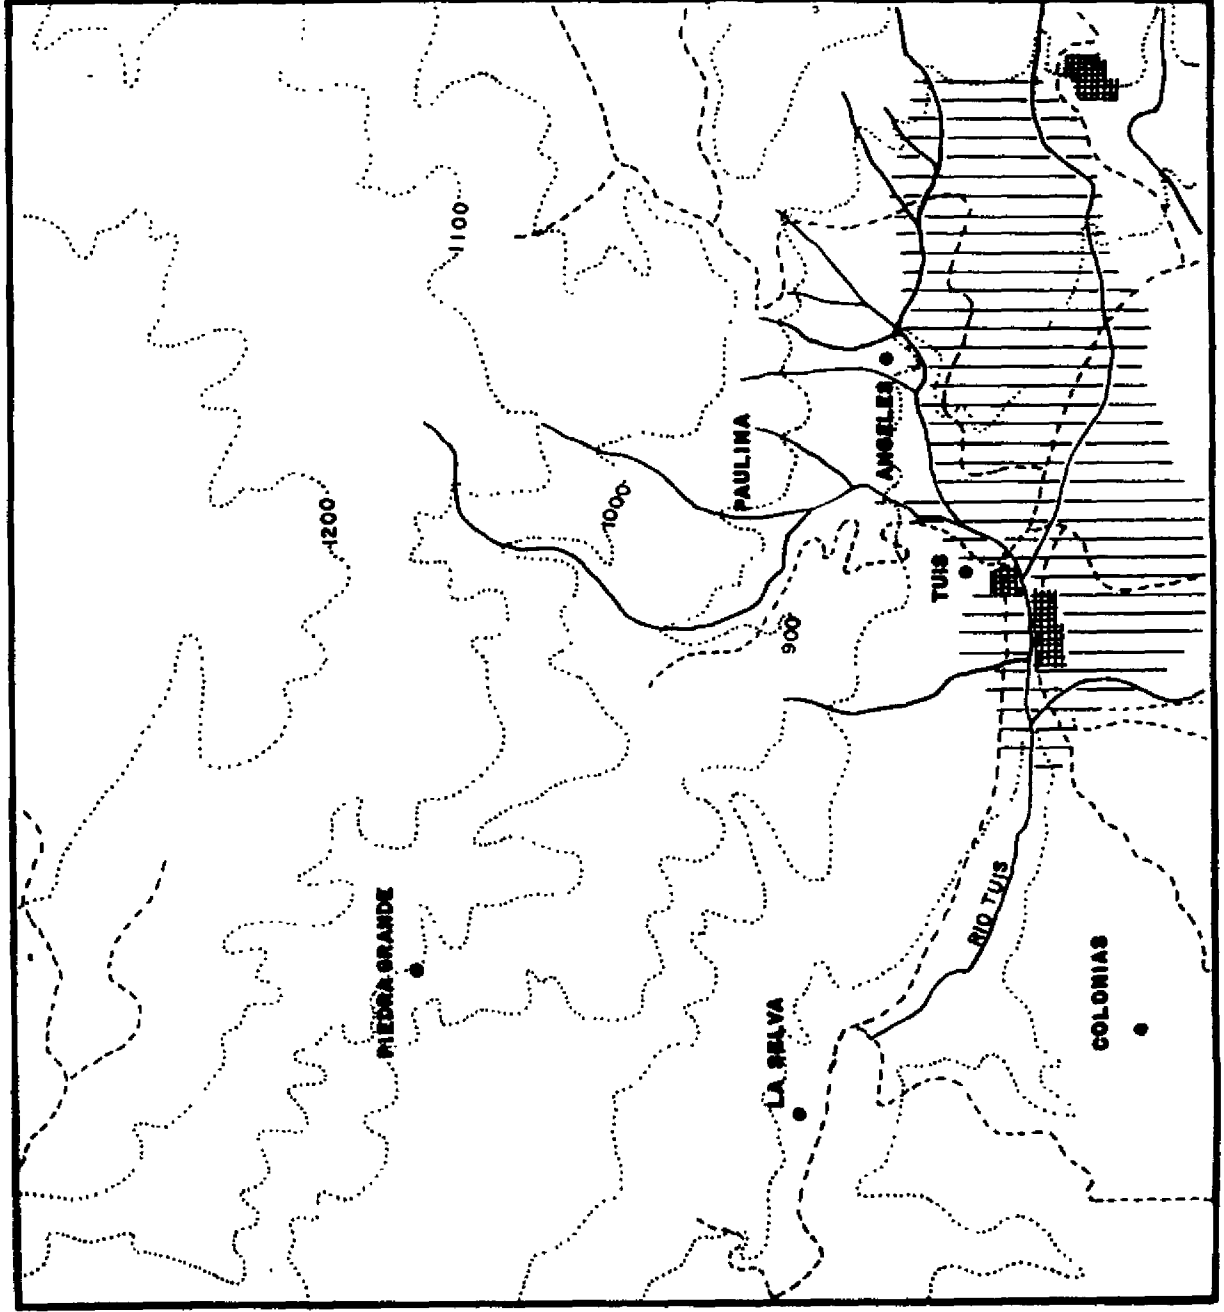 1200
PIEDRA GRANDE
1100
1000
PAULINA
900
LA SELVA
ANGELES
TUIS
RIO TUIS
COLONIAS